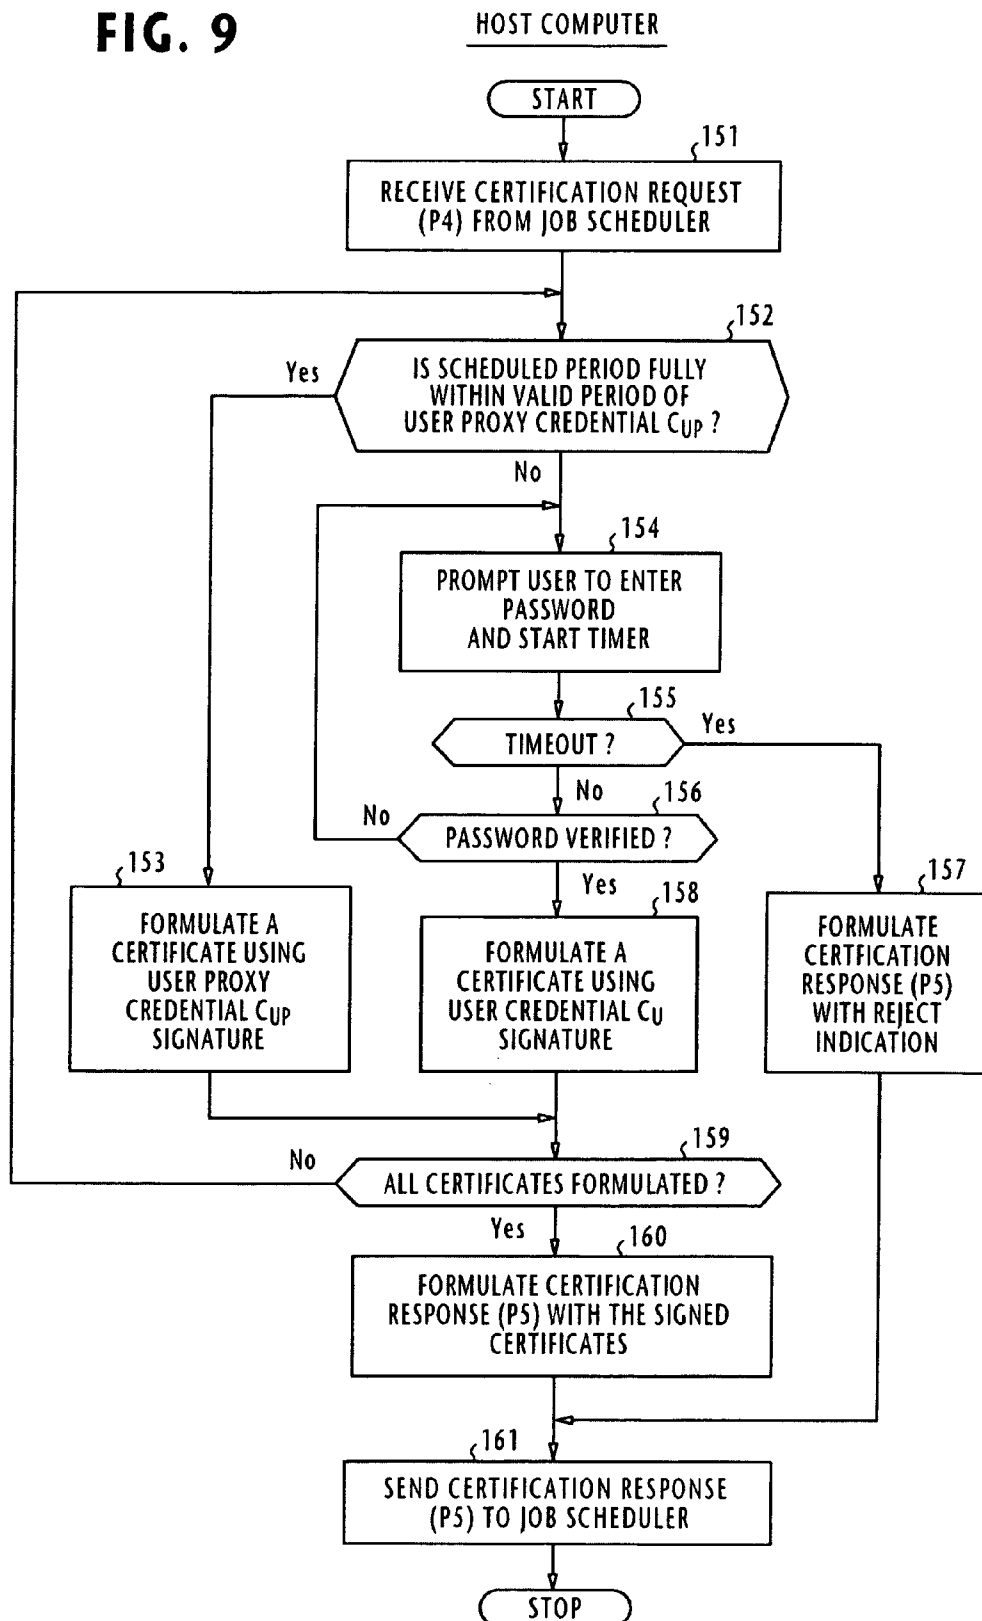 FIG. 9
HOST COMPUTER
START
151
RECEIVE CERTIFICATION REQUEST
(P4) FROM JOB SCHEDULER
152
Yes
IS SCHEDULED PERIOD FULLY
WITHIN VALID PERIOD OF
USER PROXY CREDENTIAL CUP ?
No
154
PROMPT USER TO ENTER
PASSWORD
AND START TIMER
155
TIMEOUT ?
Yes
No
156
No
PASSWORD VERIFIED ?
Yes
153
FORMULATE A
CERTIFICATE USING
USER PROXY
CREDENTIAL CUP
SIGNATURE
158
FORMULATE A
CERTIFICATE USING
USER CREDENTIAL CU
SIGNATURE
157
FORMULATE
CERTFICATION
RESPONSE (P5)
WITH REJECT
INDICATION
159
No
ALL CERTIFICATES FORMULATED ?
Yes
160
FORMULATE CERTIFICATION
RESPONSE (P5) WITH THE SIGNED
CERTIFICATES
161
SEND CERTIFICATION RESPONSE
(P5) TO JOB SCHEDULER
STOP